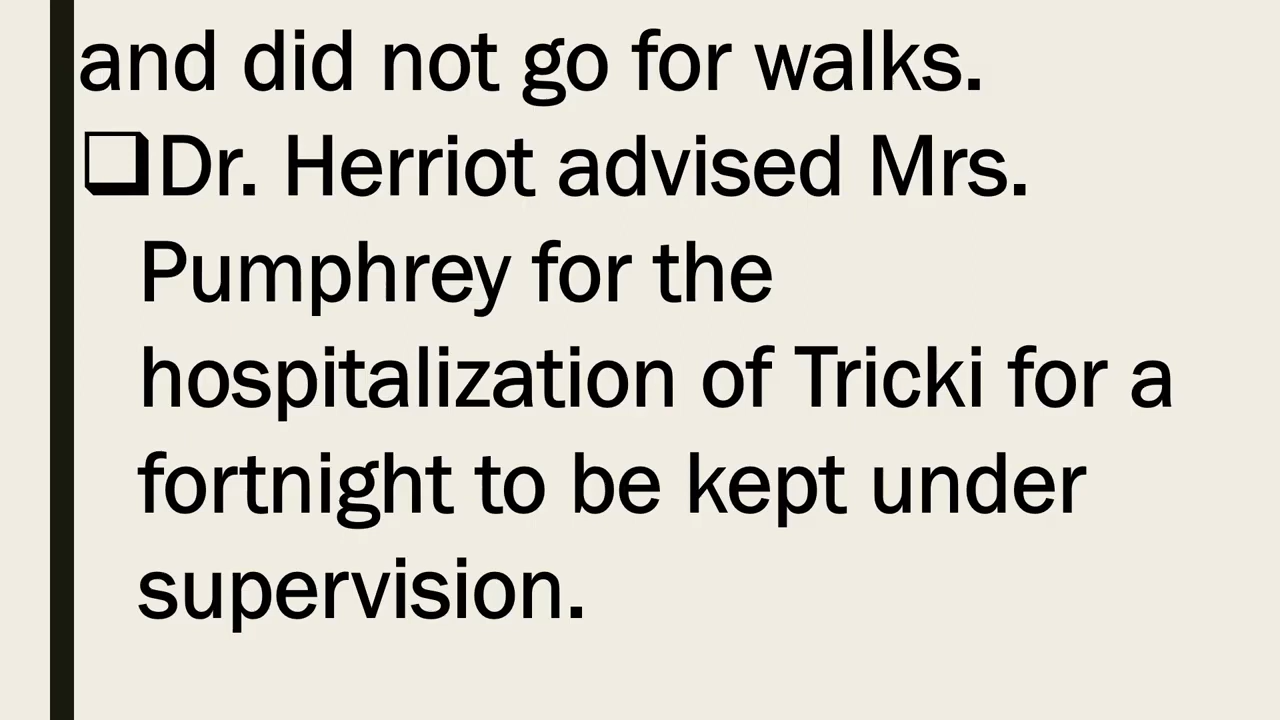 and did not go for walks.
❑Dr. Herriot advised Mrs.
Pumphrey for the
hospitalization of Tricki for a
fortnight to be kept under
supervision.